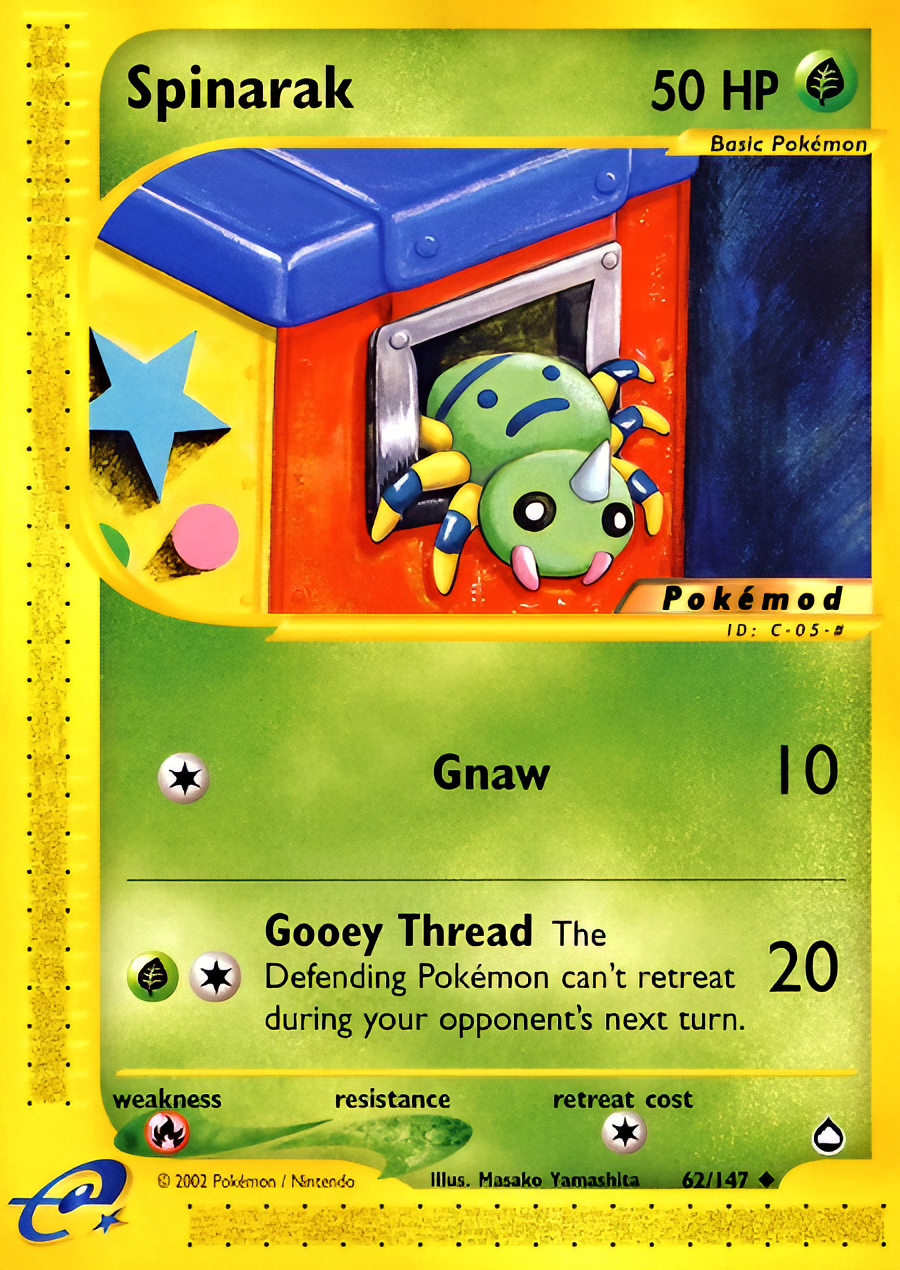 Spinarak
50 HP
Basic Pokémon
Pokémod
ID: C-05-#
Gnaw
10
Gooey Thread The
Defending Pokémon can't retreat
during your opponent's next turn.
20
weakness
resistance
retreat cost
© 2002 Pokémon / Nintendo
Illus. Masako Yamashita
62/147 ◆
e